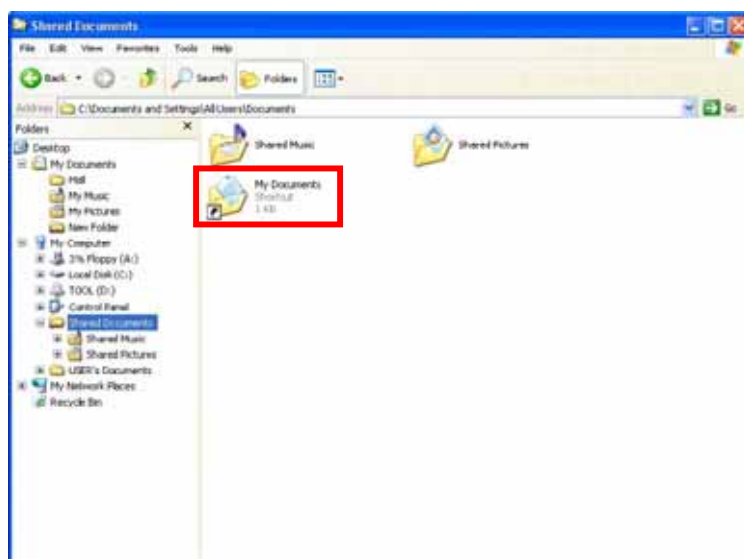 Shared Documents
File Edit View Favorites Tools Help
Back Search Folders
Address C:\Documents and Settings\All Users\Documents Go
Folders
Desktop
My Documents
Mail
My Music
My Pictures
New Folder
My Computer
3½ Floppy (A:)
Local Disk (C:)
TOOL (D:)
Control Panel
Shared Documents
Shared Music
Shared Pictures
USER's Documents
My Network Places
Recycle Bin
Shared Music
Shared Pictures
My Documents
Shortcut
1 KB